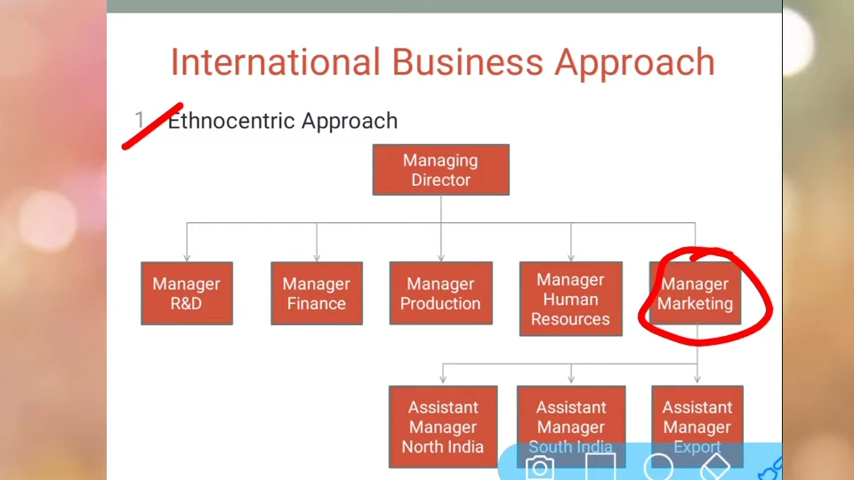 International Business Approach
1. Ethnocentric Approach
Managing
Director
Manager
R&D
Manager
Finance
Manager
Production
Manager
Human
Resources
Manager
Marketing
Assistant
Manager
North India
Assistant
Manager
South India
Assistant
Manager
Export